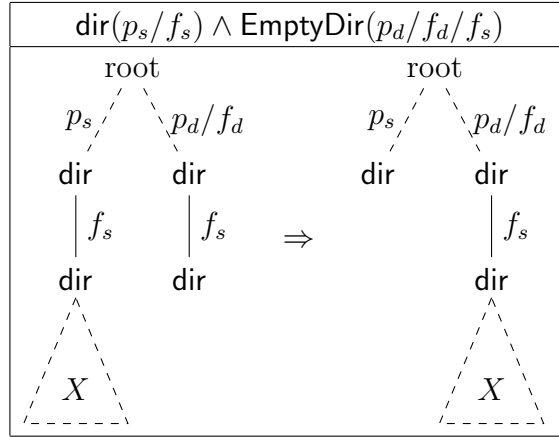 dir(p_s/f_s) ∧ EmptyDir(p_d/f_d/f_s)
root root
p_s p_d/f_d p_s p_d/f_d
dir dir dir dir
f_s f_s ⇒ f_s
dir dir dir
X X